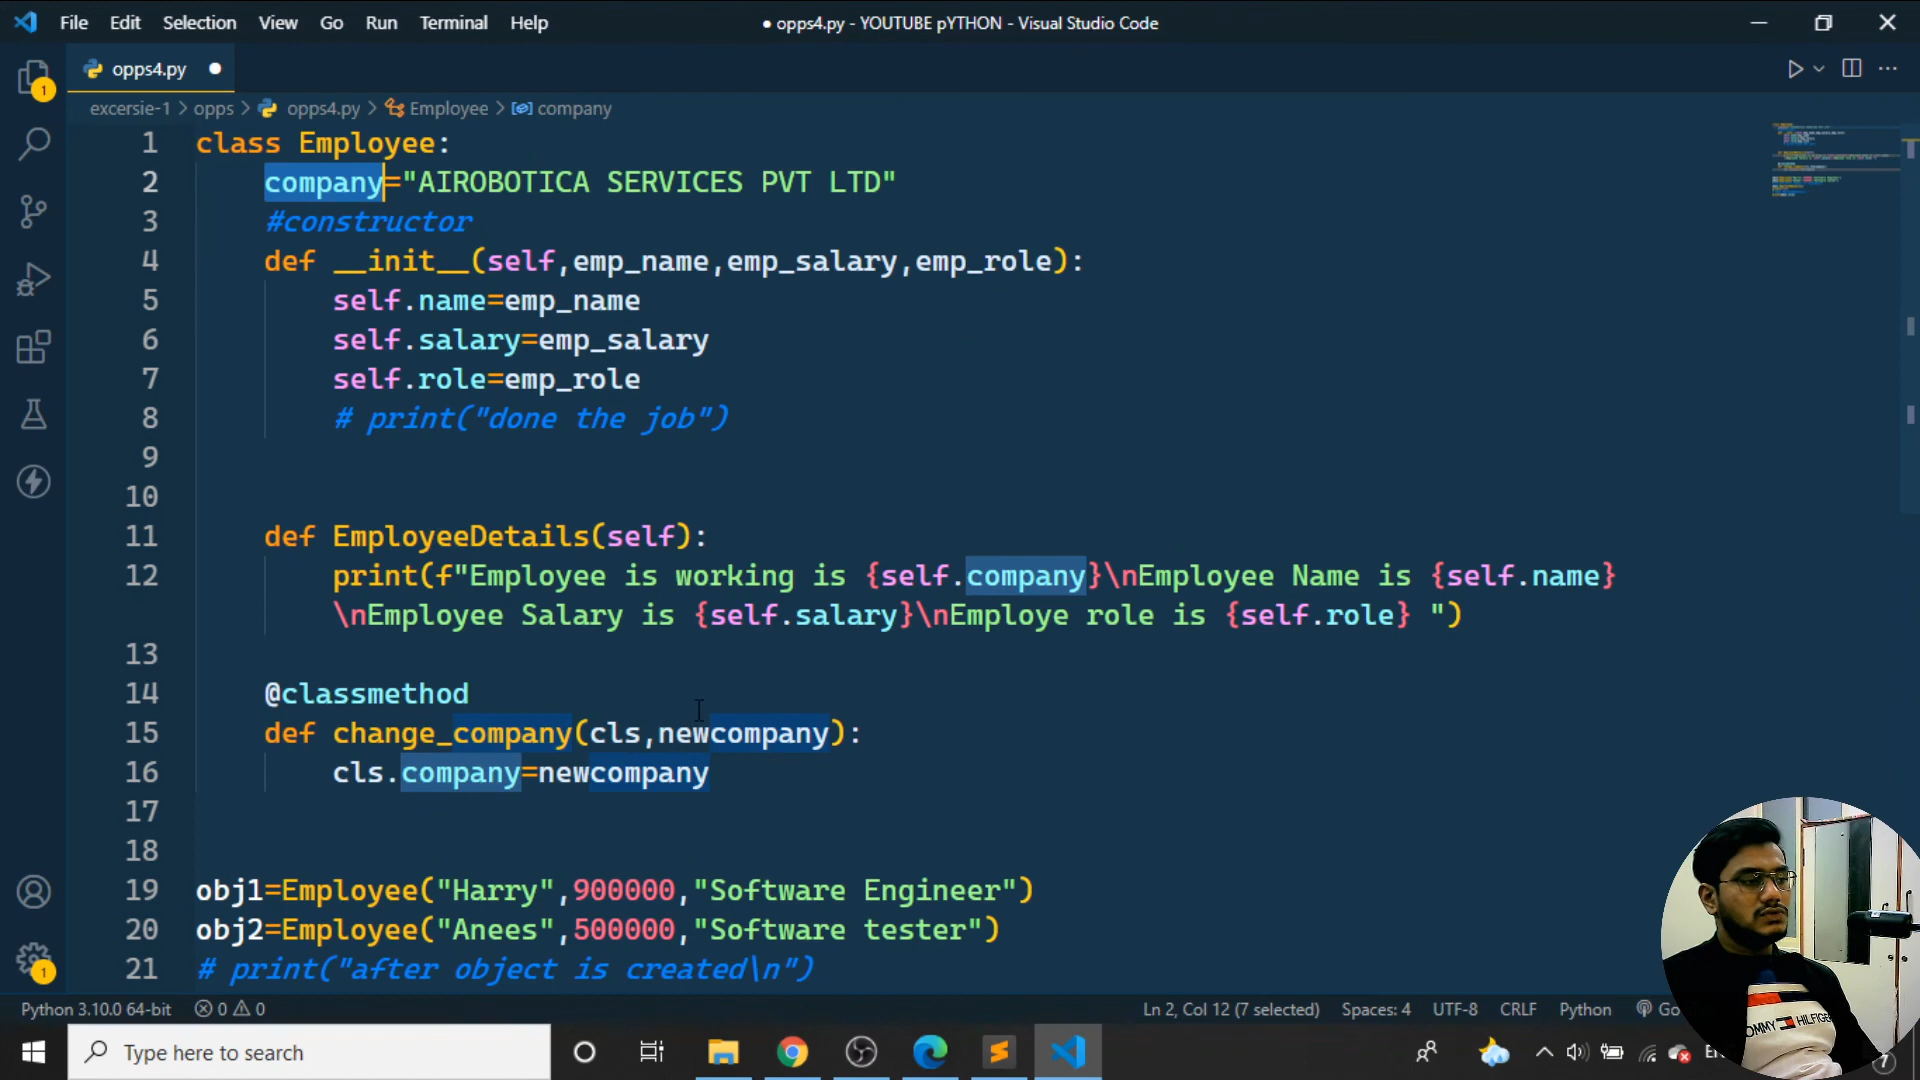 File Edit Selection View Go Run Terminal Help
● opps4.py - YOUTUBE pYTHON - Visual Studio Code
opps4.py
excersie-1 > opps > opps4.py > Employee > company
1 class Employee:
2 company="AIROBOTICA SERVICES PVT LTD"
3 #constructor
4 def __init__(self,emp_name,emp_salary,emp_role):
5 self.name=emp_name
6 self.salary=emp_salary
7 self.role=emp_role
8 # print("done the job")
9
10
11 def EmployeeDetails(self):
12 print(f"Employee is working is {self.company}\nEmployee Name is {self.name}
\nEmployee Salary is {self.salary}\nEmploye role is {self.role} ")
13
14 @classmethod
15 def change_company(cls,newcompany):
16 cls.company=newcompany
17
18
19 obj1=Employee("Harry",900000,"Software Engineer")
20 obj2=Employee("Anees",500000,"Software tester")
21 # print("after object is created\n")
1
1
TOMMY HILFIGER
Python 3.10.0 64-bit 0 0 Ln 2, Col 12 (7 selected) Spaces: 4 UTF-8 CRLF Python Go
Type here to search
7